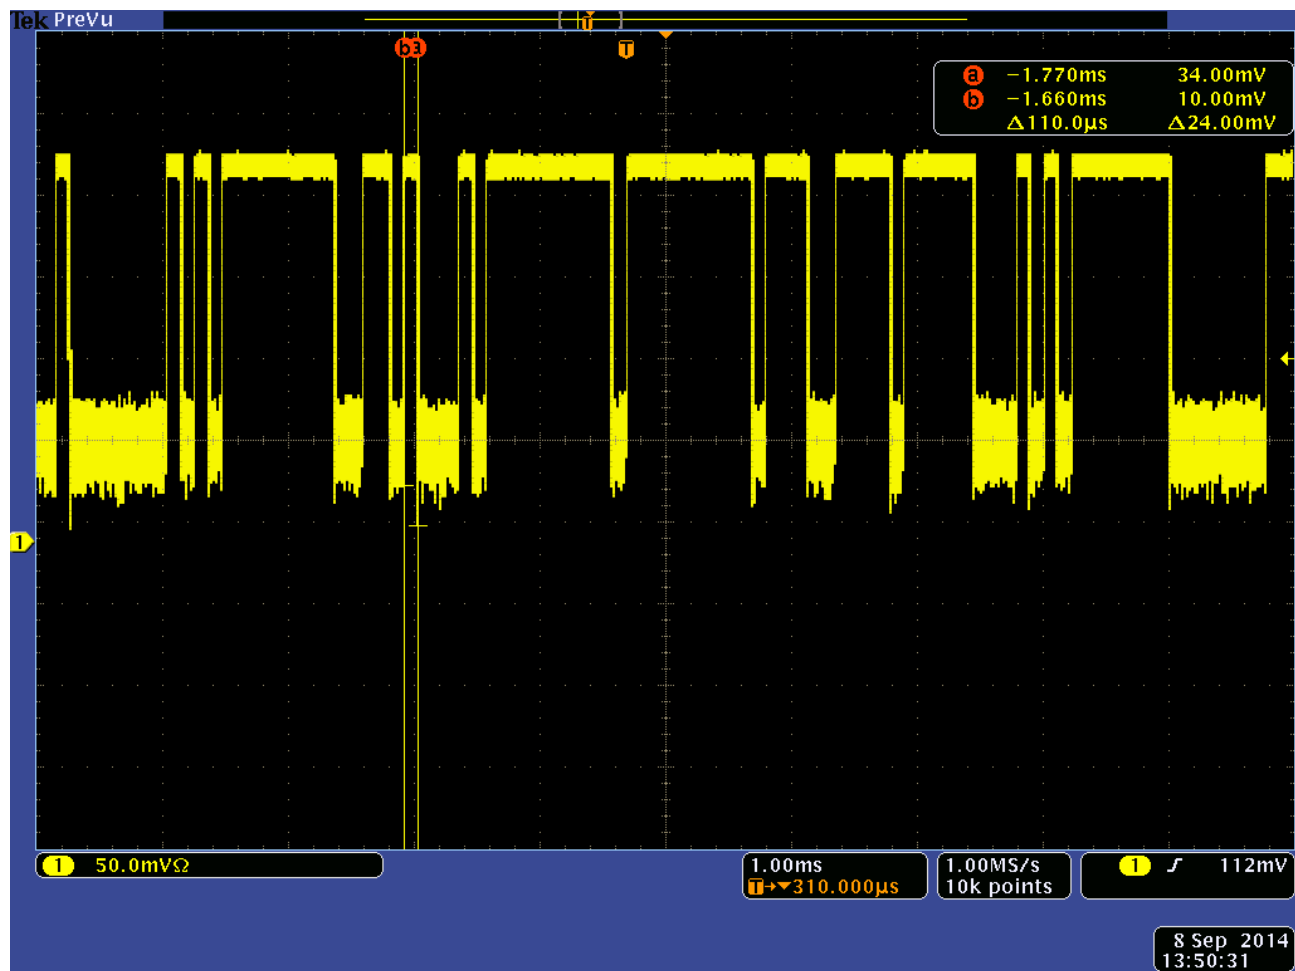 Tek PreVu
T
b 3
T
a -1.770ms 34.00mV
b -1.660ms 10.00mV
Δ110.0µs Δ24.00mV
1
1 50.0mVΩ
1.00ms
T→▼310.000µs
1.00MS/s
10k points
1 112mV
8 Sep 2014
13:50:31